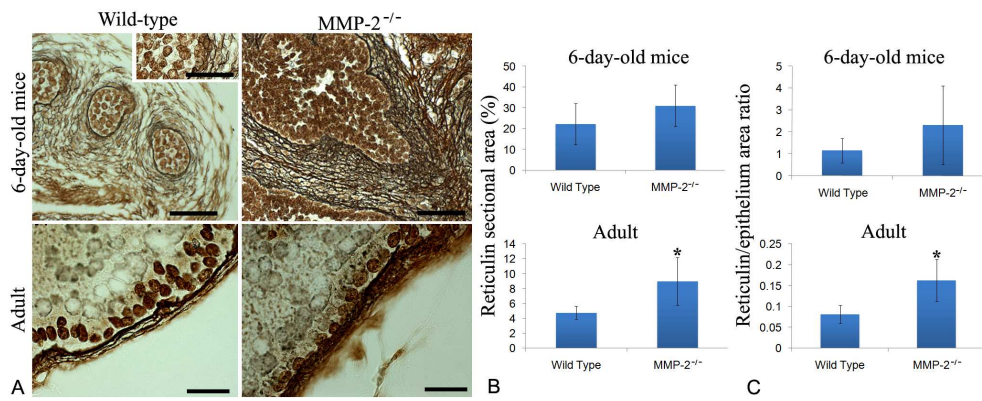 Wild-type
MMP-2-/-
6-day-old mice
Adult
A
6-day-old mice
Reticulin sectional area (%)
60
50
40
30
20
10
0
Wild Type
MMP-2-/-
Adult
14
12
10
8
6
4
2
0
*
Wild Type
MMP-2-/-
B
6-day-old mice
Reticulin/epithelium area ratio
5
4
3
2
1
0
Wild Type
MMP-2-/-
Adult
0.25
0.2
0.15
0.1
0.05
0
*
Wild Type
MMP-2-/-
C